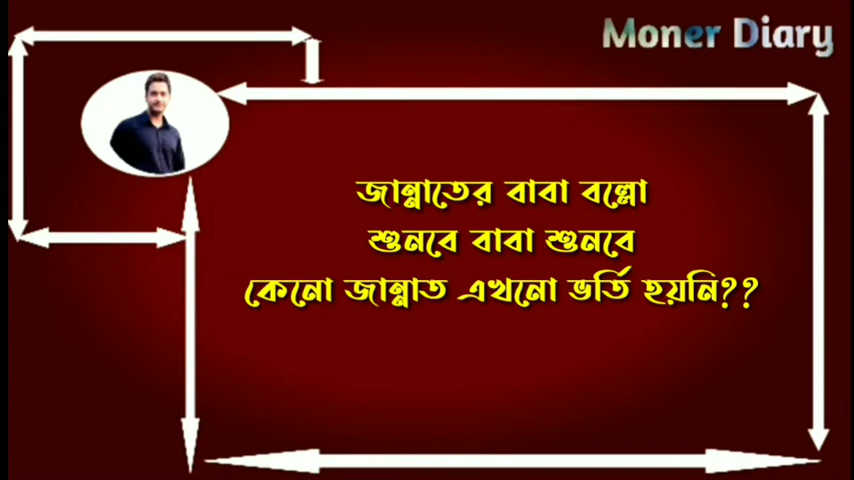 Moner Diary
জান্নাতের বাবা বল্লো
শুনবে বাবা শুনবে
কেনো জান্নাত এখনো ভর্তি হয়নি??